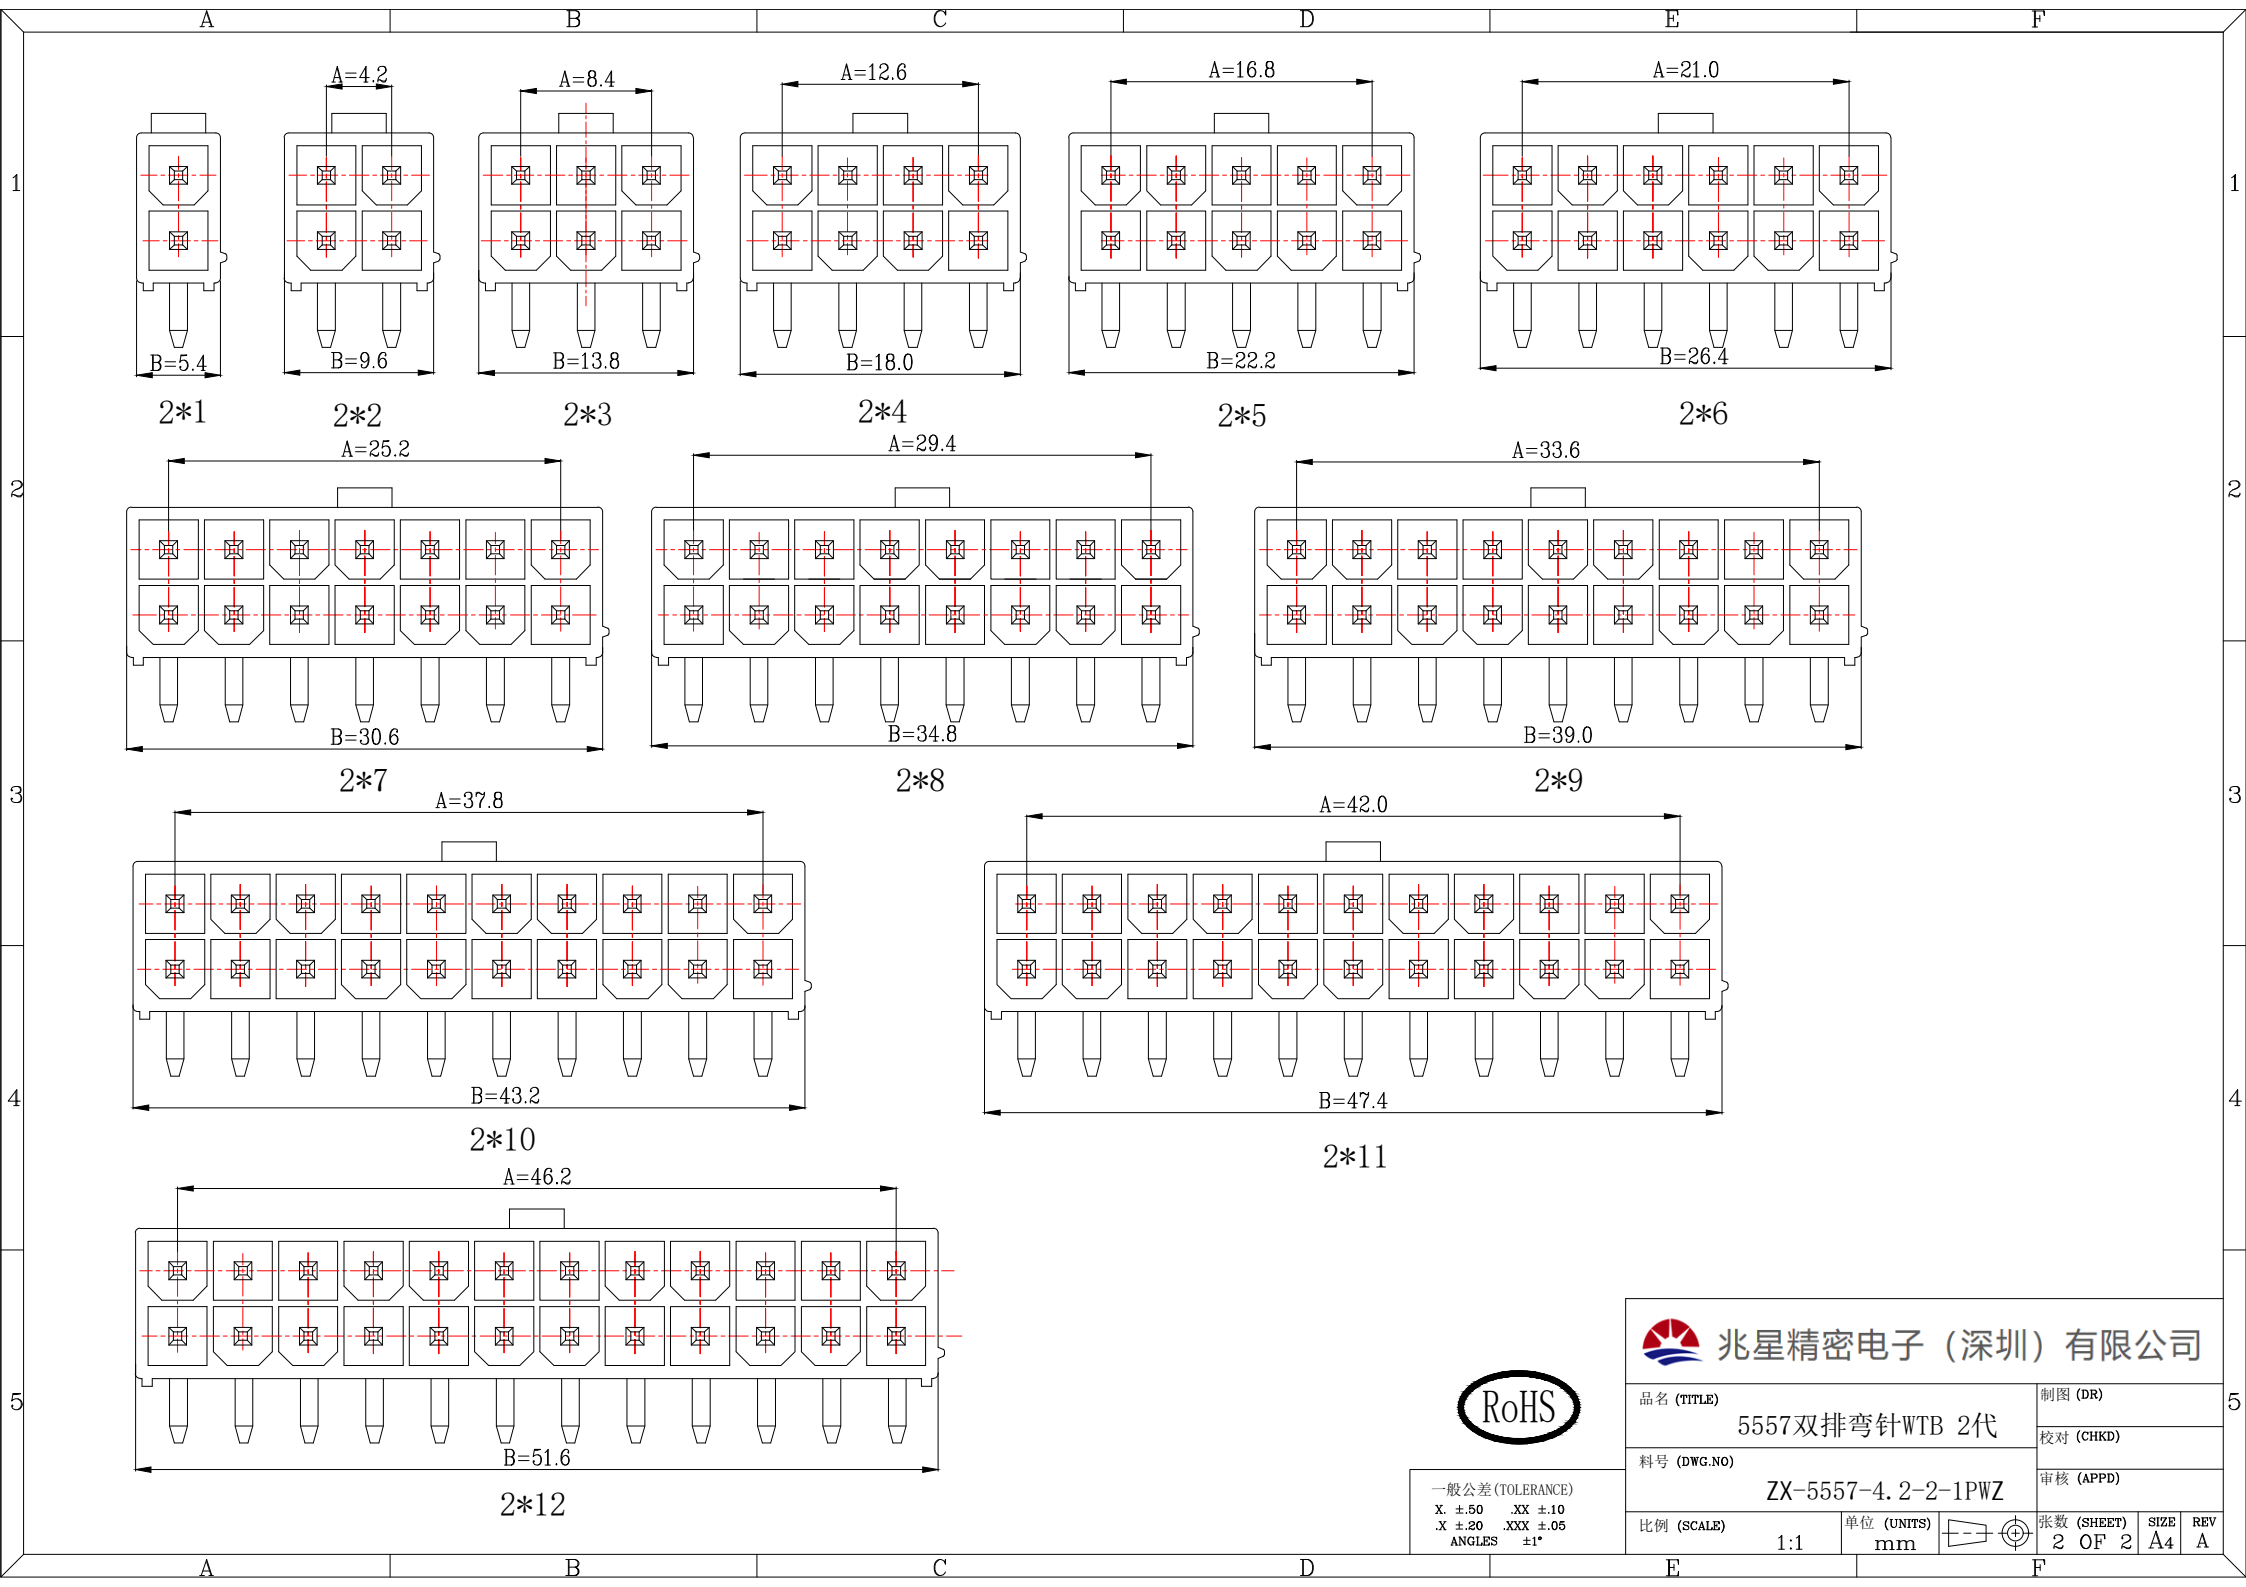 A B C D E F
A=4.2 A=8.4 A=12.6 A=16.8 A=21.0
1 1
B=5.4 B=9.6 B=13.8 B=18.0 B=22.2 B=26.4
2*1 2*2 2*3 2*4 2*5 2*6
A=25.2 A=29.4 A=33.6
2 2
B=30.6 B=34.8 B=39.0
2*7 2*8 2*9
3 3
A=37.8 A=42.0
B=43.2 B=47.4
4 4
2*10 2*11
A=46.2
B=51.6
2*12
5 5
RoHS
一般公差(TOLERANCE)
X. ±.50 .XX ±.10
.X ±.20 .XXX ±.05
ANGLES ±1°
兆星精密电子（深圳）有限公司
品名 (TITLE)
5557双排弯针WTB 2代
料号 (DWG.NO)
ZX-5557-4.2-2-1PWZ
比例 (SCALE)
1:1
单位 (UNITS)
mm
制图 (DR)
校对 (CHKD)
审核 (APPD)
张数 (SHEET)
2 OF 2
SIZE
A4
REV
A
A B C D E F